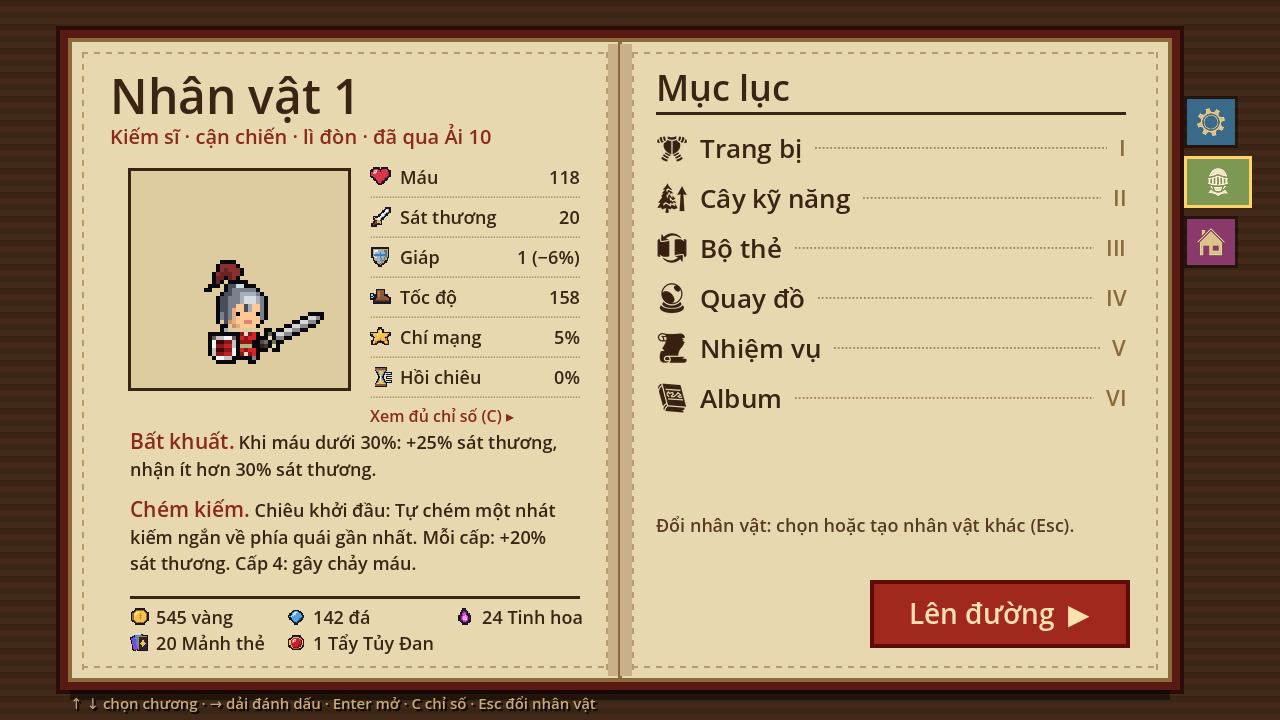 Nhân vật 1
Kiếm sĩ · cận chiến · lì đòn · đã qua Ải 10
Máu 118
Sát thương 20
Giáp 1 (−6%)
Tốc độ 158
Chí mạng 5%
Hồi chiêu 0%
Xem đủ chỉ số (C) ▸
Bất khuất. Khi máu dưới 30%: +25% sát thương,
nhận ít hơn 30% sát thương.
Chém kiếm. Chiêu khởi đầu: Tự chém một nhát
kiếm ngắn về phía quái gần nhất. Mỗi cấp: +20%
sát thương. Cấp 4: gây chảy máu.
545 vàng 142 đá 24 Tinh hoa
20 Mảnh thẻ 1 Tẩy Tủy Đan
Mục lục
Trang bị I
Cây kỹ năng II
Bộ thẻ III
Quay đồ IV
Nhiệm vụ V
Album VI
Đổi nhân vật: chọn hoặc tạo nhân vật khác (Esc).
Lên đường ▶
↑ ↓ chọn chương · → dải đánh dấu · Enter mở · C chỉ số · Esc đổi nhân vật